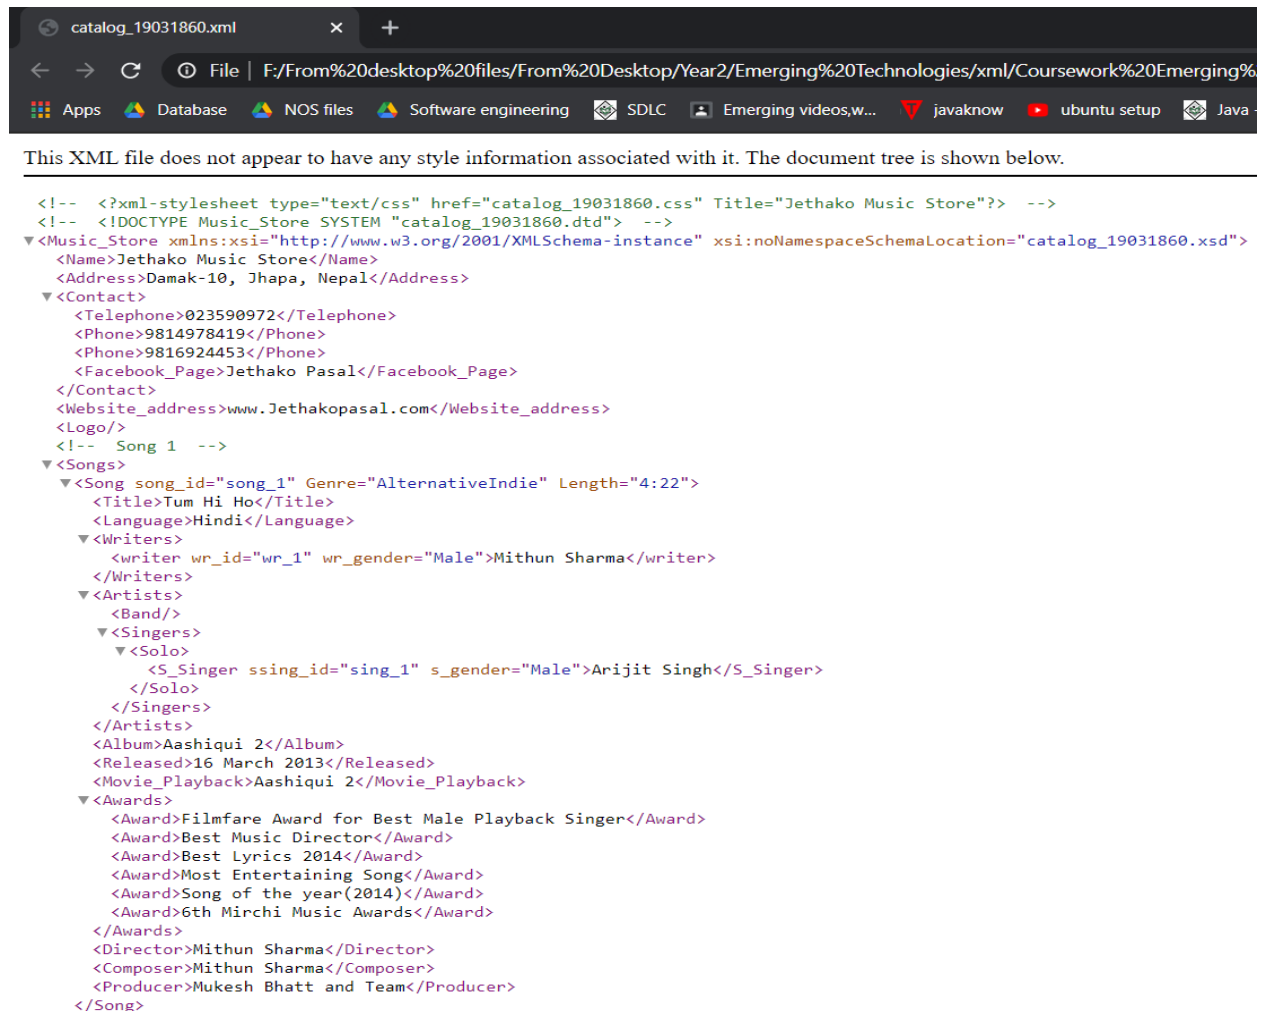 catalog_19031860.xml
File | F:/From%20desktop%20files/From%20Desktop/Year2/Emerging%20Technologies/xml/Coursework%20Emerging%
Apps Database NOS files Software engineering SDLC Emerging videos,w... javaknow ubuntu setup Java -
This XML file does not appear to have any style information associated with it. The document tree is shown below.
<!-- <?xml-stylesheet type="text/css" href="catalog_19031860.css" Title="Jethako Music Store"?> -->
<!-- <!DOCTYPE Music_Store SYSTEM "catalog_19031860.dtd"> -->
▼<Music_Store xmlns:xsi="http://www.w3.org/2001/XMLSchema-instance" xsi:noNamespaceSchemaLocation="catalog_19031860.xsd">
<Name>Jethako Music Store</Name>
<Address>Damak-10, Jhapa, Nepal</Address>
▼<Contact>
<Telephone>023590972</Telephone>
<Phone>9814978419</Phone>
<Phone>9816924453</Phone>
<Facebook_Page>Jethako Pasal</Facebook_Page>
</Contact>
<Website_address>www.Jethakopasal.com</Website_address>
<Logo/>
<!-- Song 1 -->
▼<Songs>
▼<Song song_id="song_1" Genre="AlternativeIndie" Length="4:22">
<Title>Tum Hi Ho</Title>
<Language>Hindi</Language>
▼<Writers>
<writer wr_id="wr_1" wr_gender="Male">Mithun Sharma</writer>
</Writers>
▼<Artists>
<Band/>
▼<Singers>
▼<Solo>
<S_Singer ssing_id="sing_1" s_gender="Male">Arijit Singh</S_Singer>
</Solo>
</Singers>
</Artists>
<Album>Aashiqui 2</Album>
<Released>16 March 2013</Released>
<Movie_Playback>Aashiqui 2</Movie_Playback>
▼<Awards>
<Award>Filmfare Award for Best Male Playback Singer</Award>
<Award>Best Music Director</Award>
<Award>Best Lyrics 2014</Award>
<Award>Most Entertaining Song</Award>
<Award>Song of the year(2014)</Award>
<Award>6th Mirchi Music Awards</Award>
</Awards>
<Director>Mithun Sharma</Director>
<Composer>Mithun Sharma</Composer>
<Producer>Mukesh Bhatt and Team</Producer>
</Song>